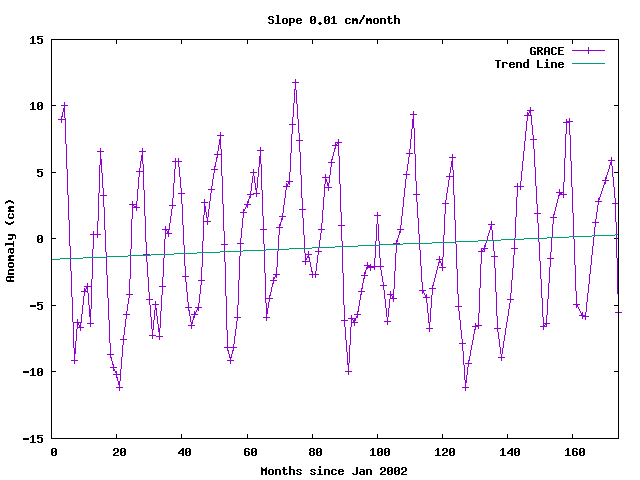 Slope 0.01 cm/month
GRACE
Trend Line
15
10
5
0
-5
-10
-15
Anomaly (cm)
0 20 40 60 80 100 120 140 160
Months since Jan 2002